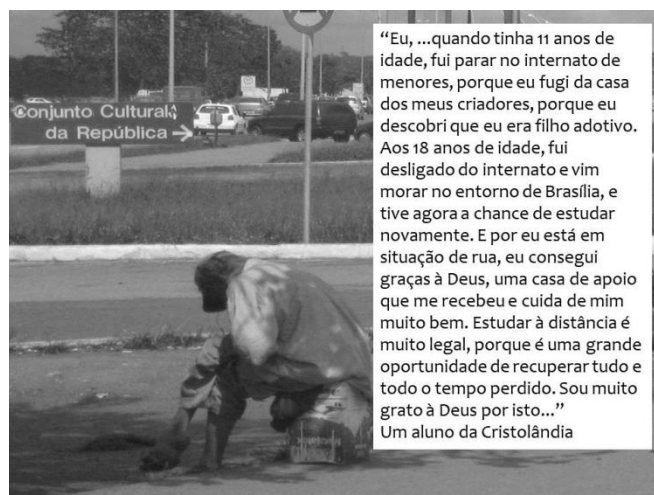 Conjunto Cultural
da República →
“Eu, ...quando tinha 11 anos de
idade, fui parar no internato de
menores, porque eu fugi da casa
dos meus criadores, porque eu
descobri que eu era filho adotivo.
Aos 18 anos de idade, fui
desligado do internato e vim
morar no entorno de Brasília, e
tive agora a chance de estudar
novamente. E por eu está em
situação de rua, eu consegui
graças à Deus, uma casa de apoio
que me recebeu e cuida de mim
muito bem. Estudar à distância é
muito legal, porque é uma grande
oportunidade de recuperar tudo e
todo o tempo perdido. Sou muito
grato à Deus por isto...”
Um aluno da Cristolândia